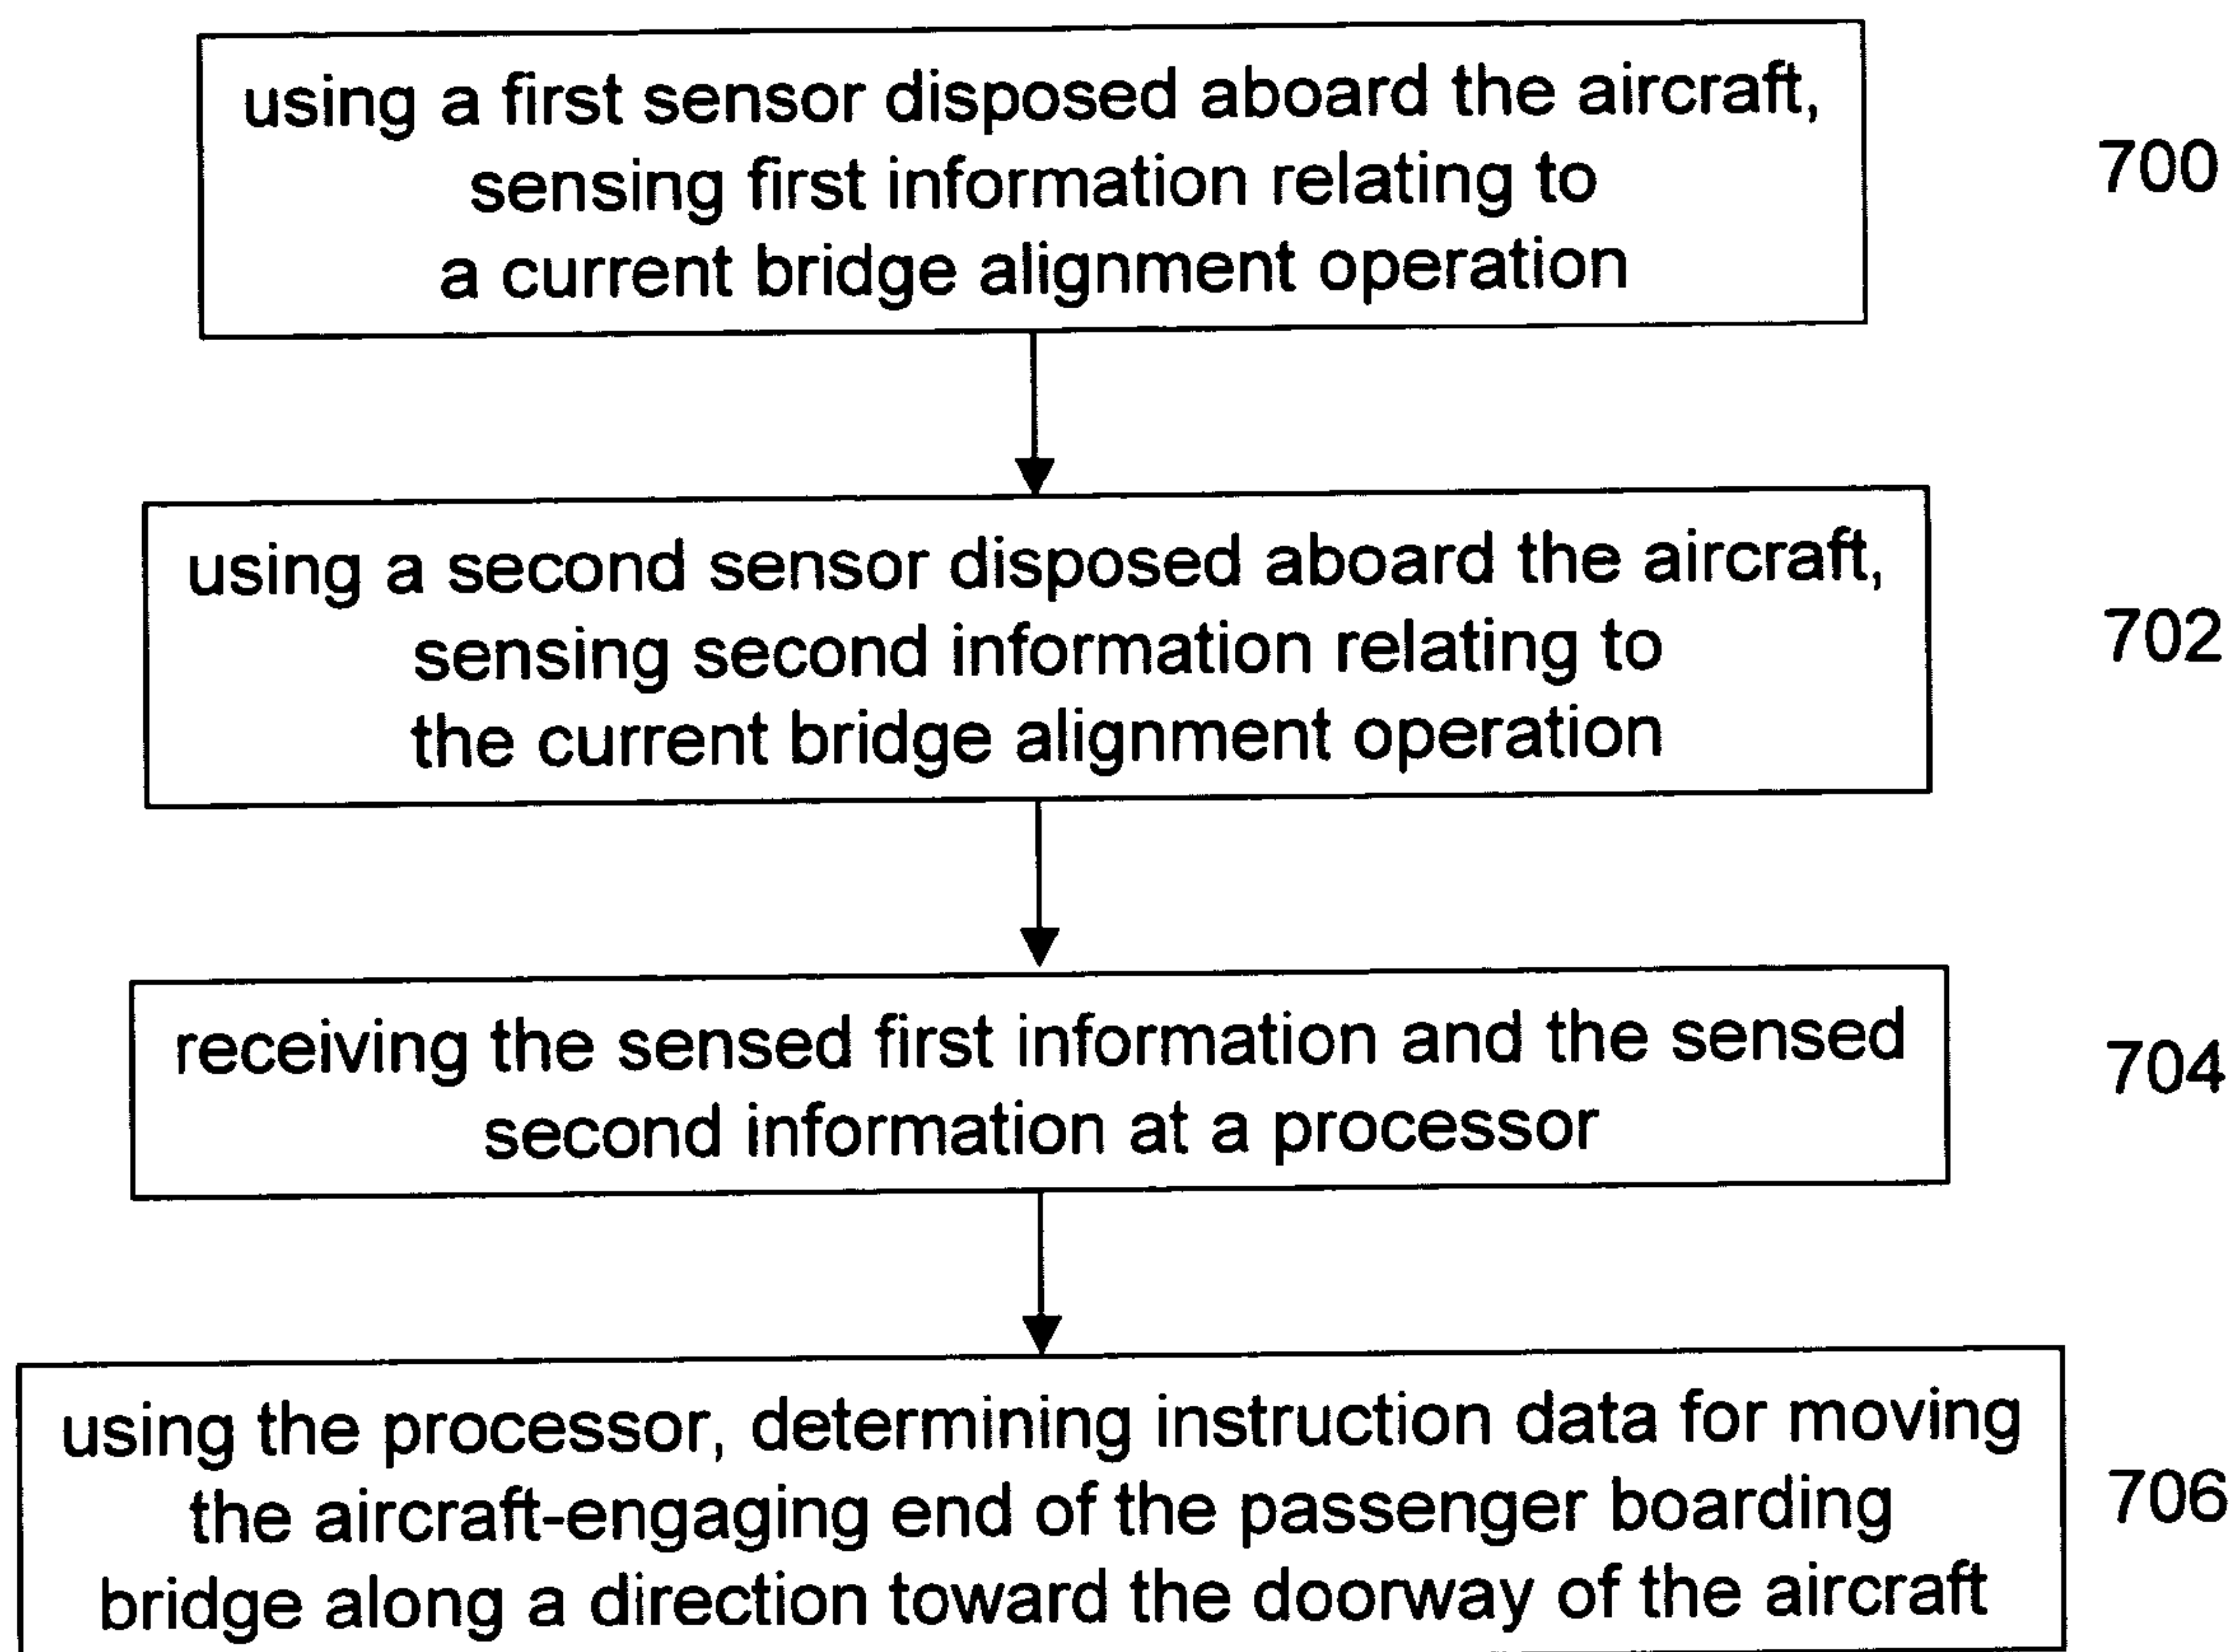 using a first sensor disposed aboard the aircraft,
sensing first information relating to
a current bridge alignment operation
700
using a second sensor disposed aboard the aircraft,
sensing second information relating to
the current bridge alignment operation
702
receiving the sensed first information and the sensed
second information at a processor
704
using the processor, determining instruction data for moving
the aircraft-engaging end of the passenger boarding
bridge along a direction toward the doorway of the aircraft
706